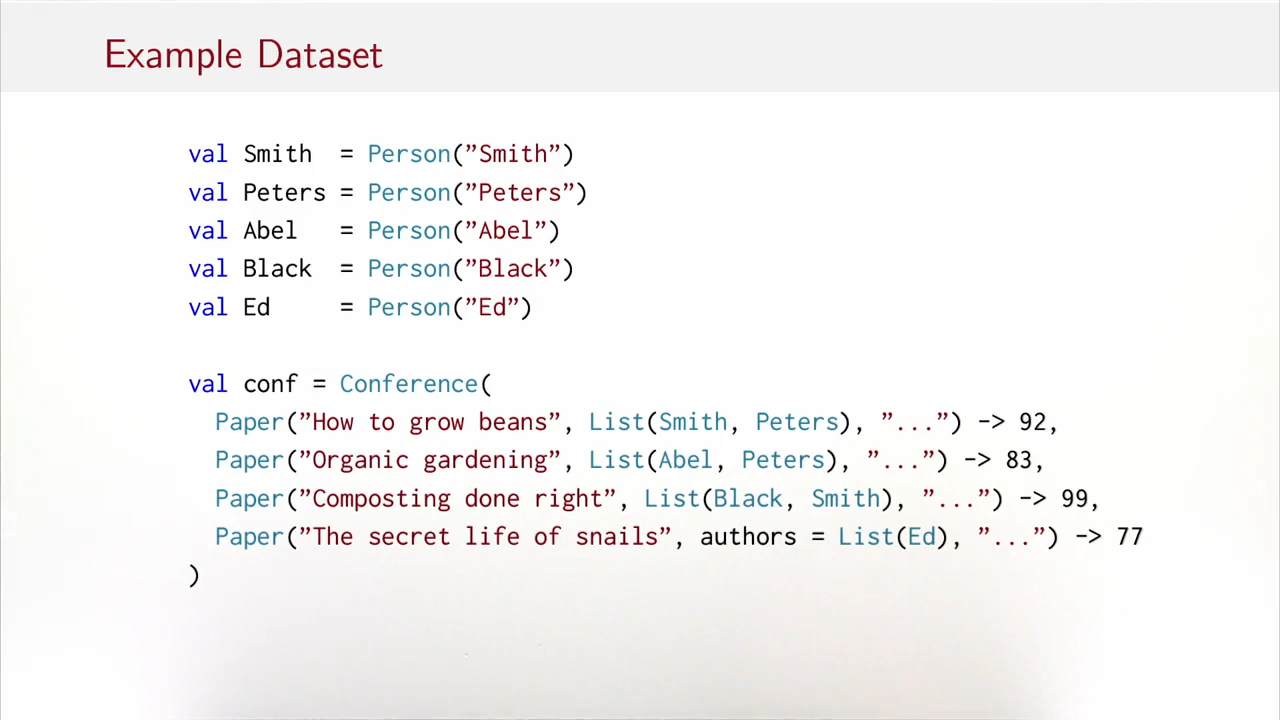 Example Dataset
val Smith = Person(”Smith”)
val Peters = Person(”Peters”)
val Abel = Person(”Abel”)
val Black = Person(”Black”)
val Ed = Person(”Ed”)
val conf = Conference(
Paper(”How to grow beans”, List(Smith, Peters), ”...”) -> 92,
Paper(”Organic gardening”, List(Abel, Peters), ”...”) -> 83,
Paper(”Composting done right”, List(Black, Smith), ”...”) -> 99,
Paper(”The secret life of snails”, authors = List(Ed), ”...”) -> 77
)